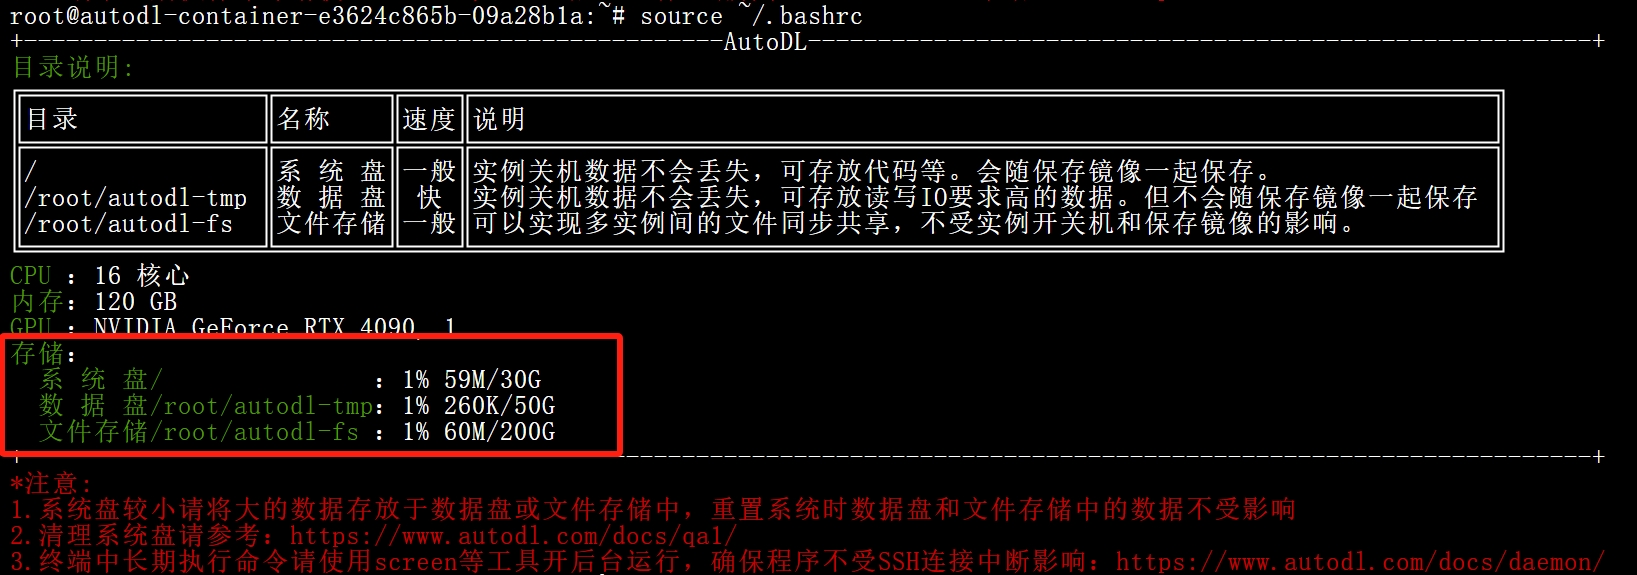 root@autodl-container-e3624c865b-09a28b1a:~# source ~/.bashrc
+--------------------------------------------------AutoDL--------------------------------------------------------+
目录说明:
目录 名称 速度 说明
/ 系 统 盘 一般 实例关机数据不会丢失，可存放代码等。会随保存镜像一起保存。
/root/autodl-tmp 数 据 盘 快 实例关机数据不会丢失，可存放读写IO要求高的数据。但不会随保存镜像一起保存
/root/autodl-fs 文件存储 一般 可以实现多实例间的文件同步共享，不受实例开关机和保存镜像的影响。
CPU ：16 核心
内存：120 GB
GPU ：NVIDIA GeForce RTX 4090, 1
存储：
系 统 盘/ ：1% 59M/30G
数 据 盘/root/autodl-tmp：1% 260K/50G
文件存储/root/autodl-fs ：1% 60M/200G
+----------------------------------------------------------------------------------------------------------------+
*注意:
1.系统盘较小请将大的数据存放于数据盘或文件存储中，重置系统时数据盘和文件存储中的数据不受影响
2.清理系统盘请参考：https://www.autodl.com/docs/qa1/
3.终端中长期执行命令请使用screen等工具开后台运行，确保程序不受SSH连接中断影响：https://www.autodl.com/docs/daemon/